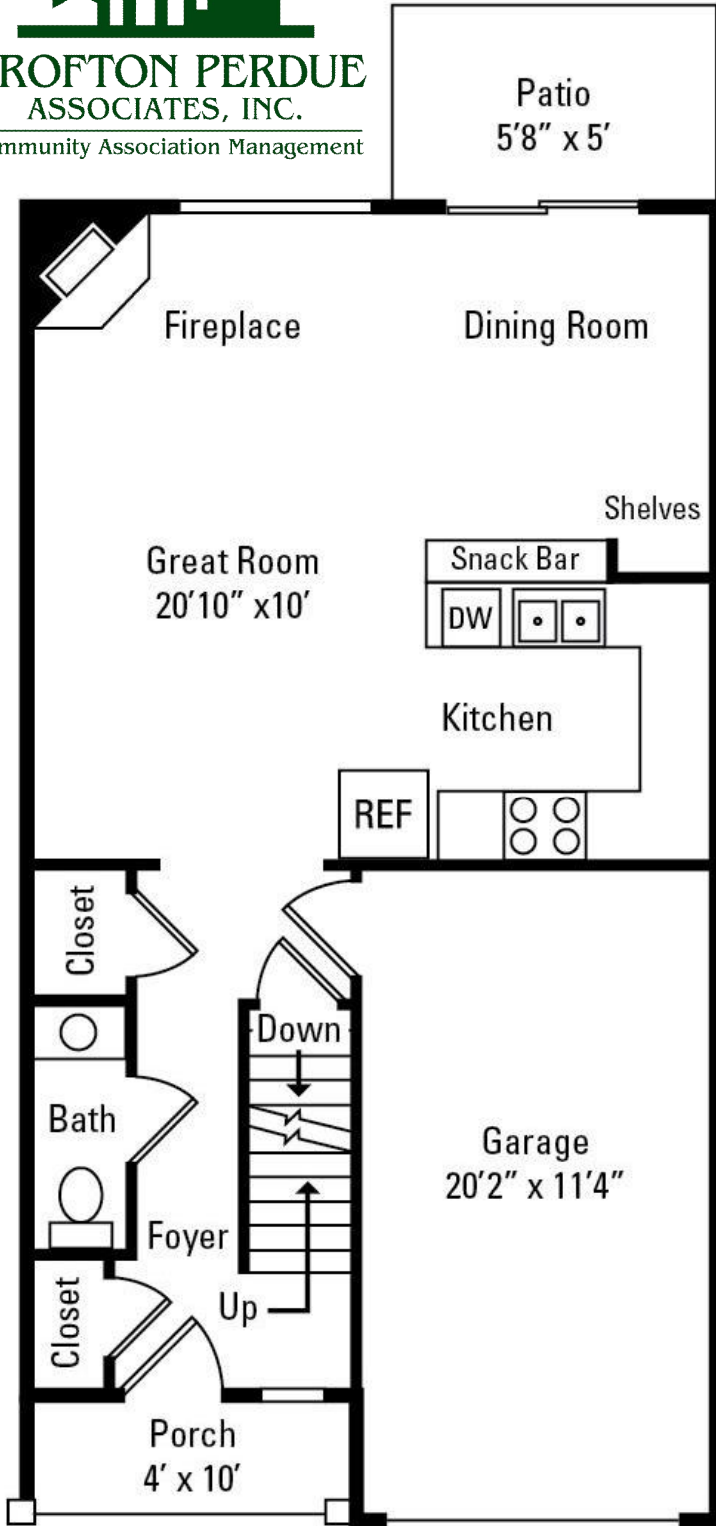 ROFTON PERDUE
ASSOCIATES, INC.
mmunity Association Management
Patio
5'8" x 5'
Fireplace
Dining Room
Shelves
Great Room
20'10" x10'
Snack Bar
DW
Kitchen
REF
Closet
Down
Bath
Garage
20'2" x 11'4"
Foyer
Closet
Up
Porch
4' x 10'